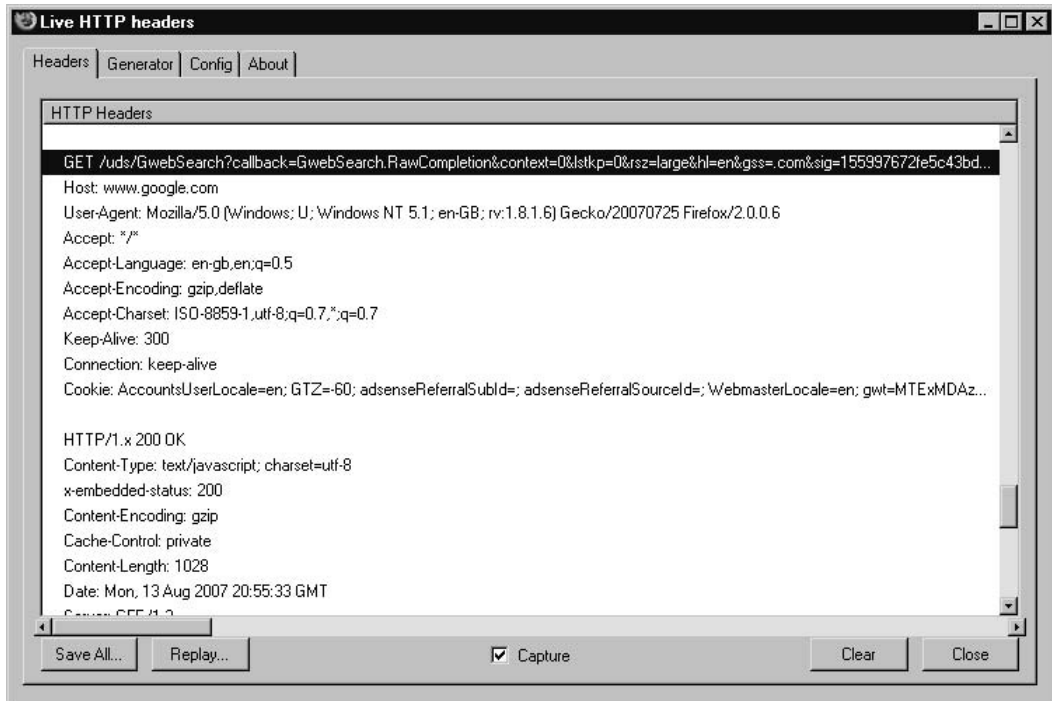 Live HTTP headers
Headers Generator Config About
HTTP Headers
GET /uds/GwebSearch?callback=GwebSearch.RawCompletion&context=0&lstkp=0&rsz=large&hl=en&gss=.com&sig=155997672fe5c43bd...
Host: www.google.com
User-Agent: Mozilla/5.0 (Windows; U; Windows NT 5.1; en-GB; rv:1.8.1.6) Gecko/20070725 Firefox/2.0.0.6
Accept: */*
Accept-Language: en-gb,en;q=0.5
Accept-Encoding: gzip,deflate
Accept-Charset: ISO-8859-1,utf-8;q=0.7,*;q=0.7
Keep-Alive: 300
Connection: keep-alive
Cookie: AccountsUserLocale=en; GTZ=-60; adsenseReferralSubId=; adsenseReferralSourceId=; WebmasterLocale=en; gwt=MTExMDAz...
HTTP/1.x 200 OK
Content-Type: text/javascript; charset=utf-8
x-embedded-status: 200
Content-Encoding: gzip
Cache-Control: private
Content-Length: 1028
Date: Mon, 13 Aug 2007 20:55:33 GMT
Save All... Replay... Capture Clear Close